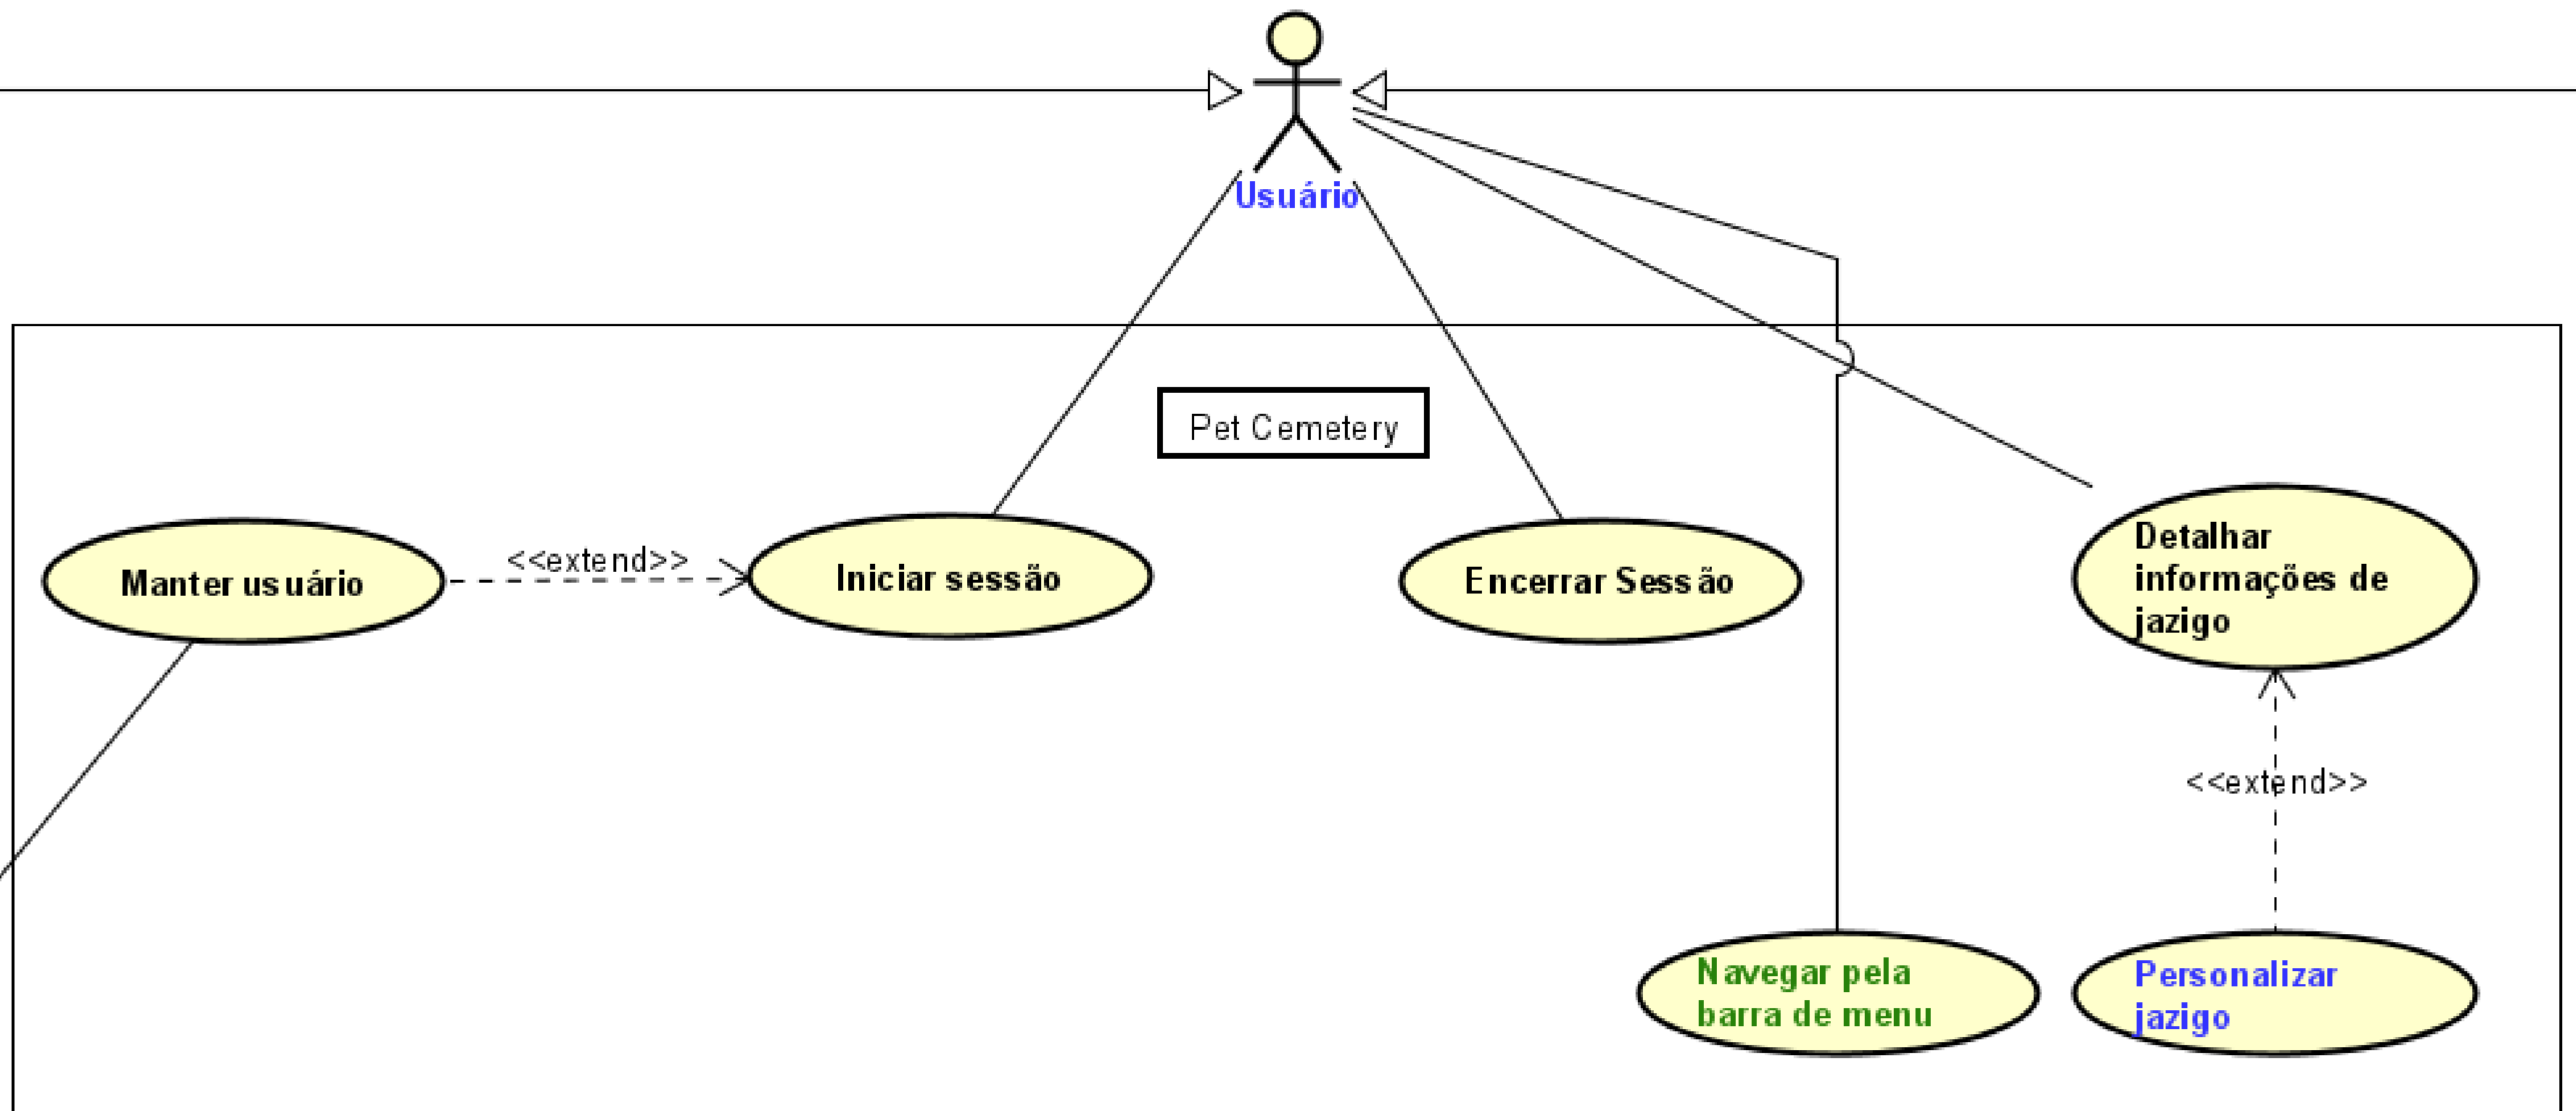 Usuário
Pet Cemetery
Manter usuário
<<extend>>
Iniciar sessão
Encerrar Sessão
Detalhar
informações de
jazigo
<<extend>>
Navegar pela
barra de menu
Personalizar
jazigo